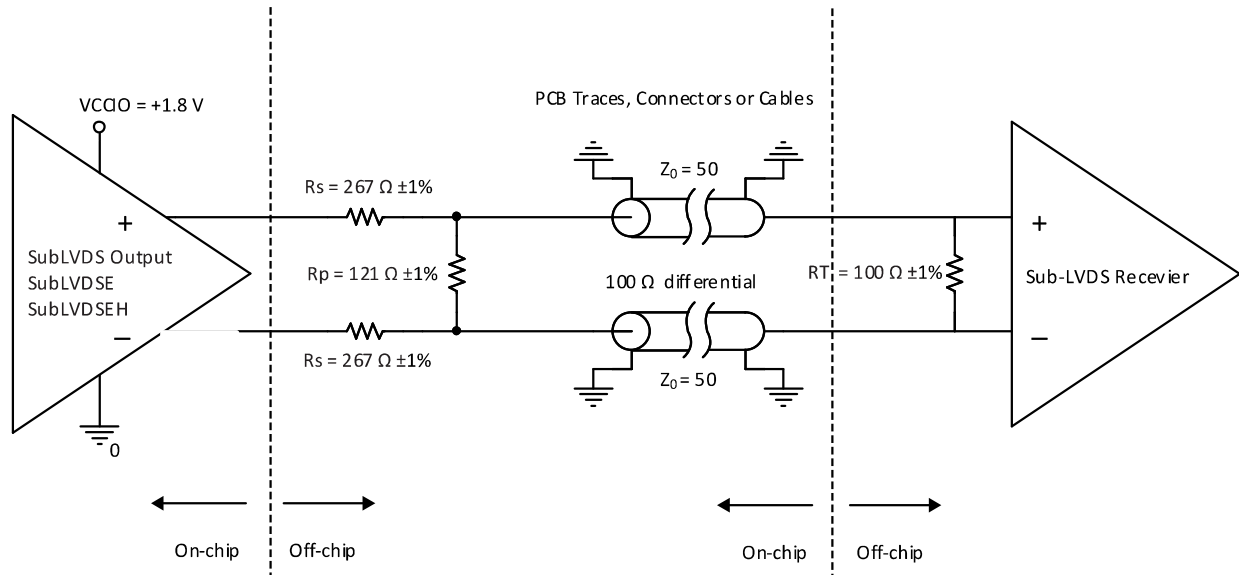 VCCIO = +1.8 V
PCB Traces, Connectors or Cables
Z0 = 50
Rs = 267 Ω ±1%
+
+
SubLVDS Output
SubLVDSE
SubLVDSEH
Rp = 121 Ω ±1%
100 Ω differential
RT = 100 Ω ±1%
Sub-LVDS Recevier
−
−
Rs = 267 Ω ±1%
Z0 = 50
0
On-chip
Off-chip
On-chip
Off-chip